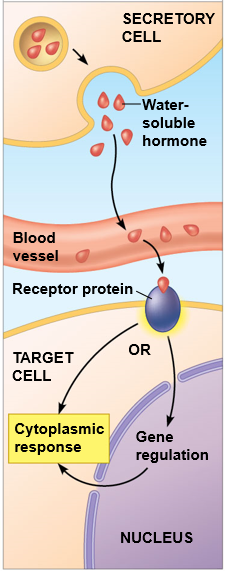 SECRETORY
CELL
Water-
soluble
hormone
Blood
vessel
Receptor protein
OR
TARGET
CELL
Cytoplasmic
response
Gene
regulation
NUCLEUS